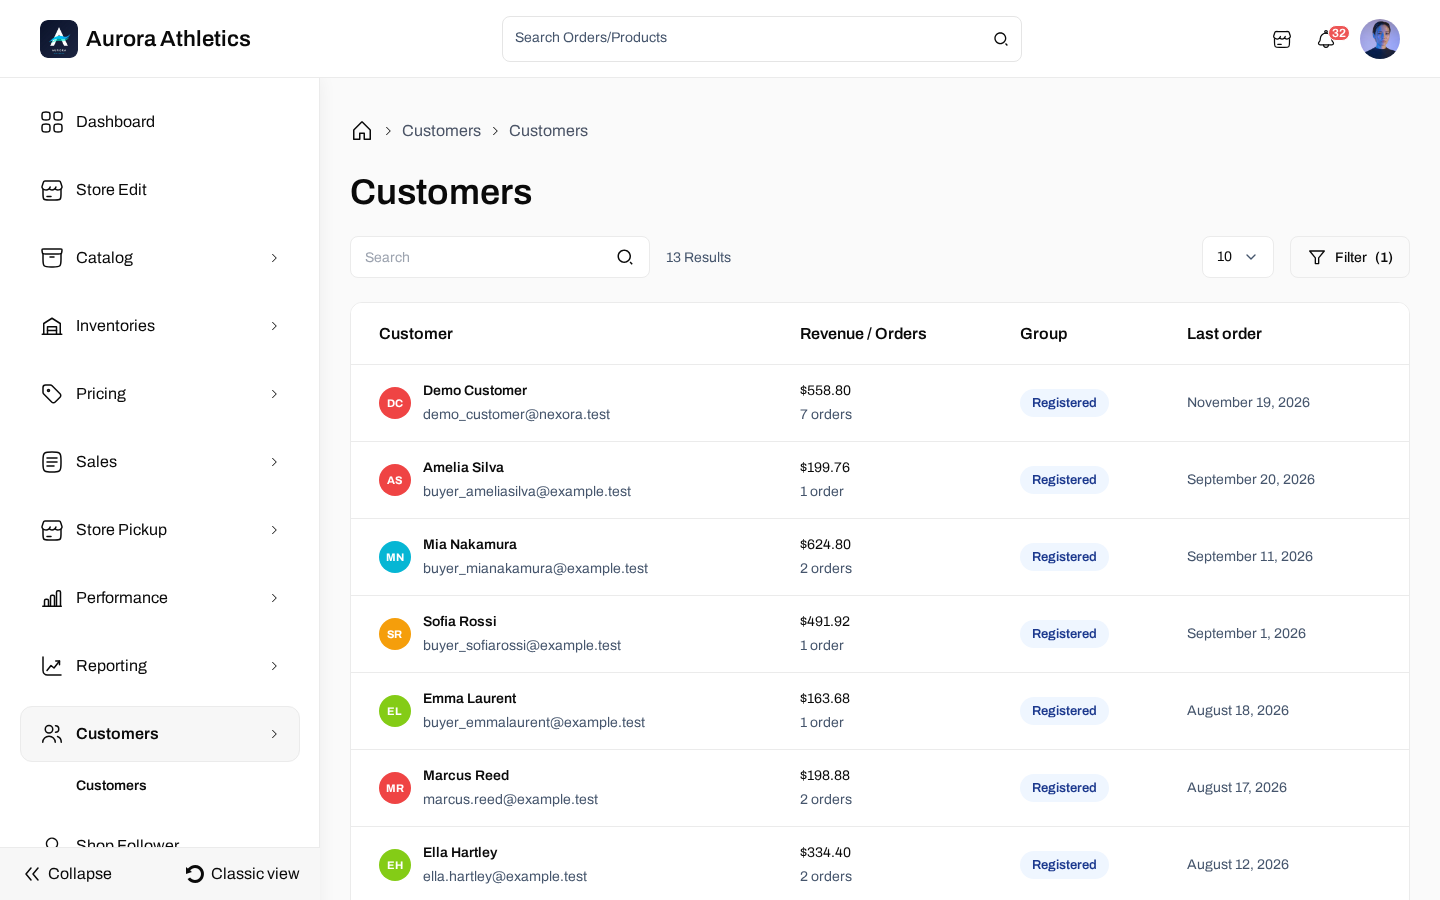 Aurora Athletics
Search Orders/Products
32
Dashboard
Store Edit
Catalog
Inventories
Pricing
Sales
Store Pickup
Performance
Reporting
Customers
Customers
Shop Follower
Collapse
Classic view
Customers
Customers
Customers
Search
13 Results
10
Filter (1)
Customer Revenue / Orders Group Last order
DC
Demo Customer
demo_customer@nexora.test
$558.80
7 orders
Registered
November 19, 2026
AS
Amelia Silva
buyer_ameliasilva@example.test
$199.76
1 order
Registered
September 20, 2026
MN
Mia Nakamura
buyer_mianakamura@example.test
$624.80
2 orders
Registered
September 11, 2026
SR
Sofia Rossi
buyer_sofiarossi@example.test
$491.92
1 order
Registered
September 1, 2026
EL
Emma Laurent
buyer_emmalaurent@example.test
$163.68
1 order
Registered
August 18, 2026
MR
Marcus Reed
marcus.reed@example.test
$198.88
2 orders
Registered
August 17, 2026
EH
Ella Hartley
ella.hartley@example.test
$334.40
2 orders
Registered
August 12, 2026